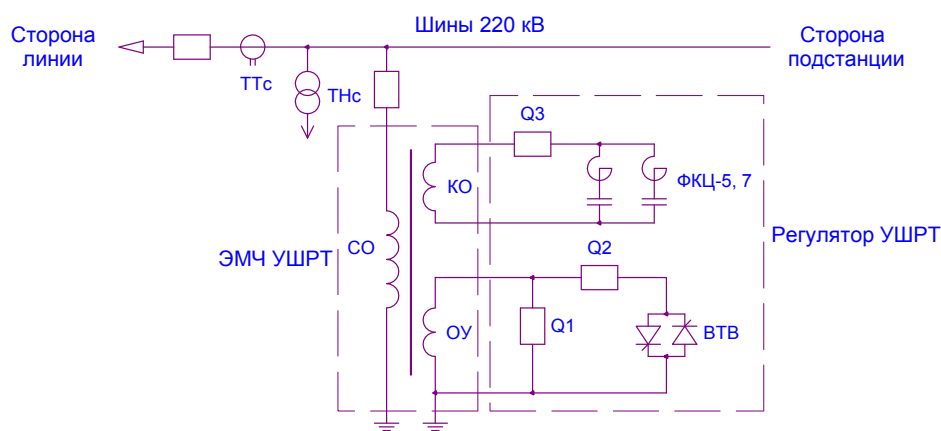 Сторона
линии
Шины 220 кВ
Сторона
подстанции
ТТс
ТНс
Q3
КО
ФКЦ-5, 7
СО
ЭМЧ УШРТ
Регулятор УШРТ
Q2
ОУ
Q1
ВТВ